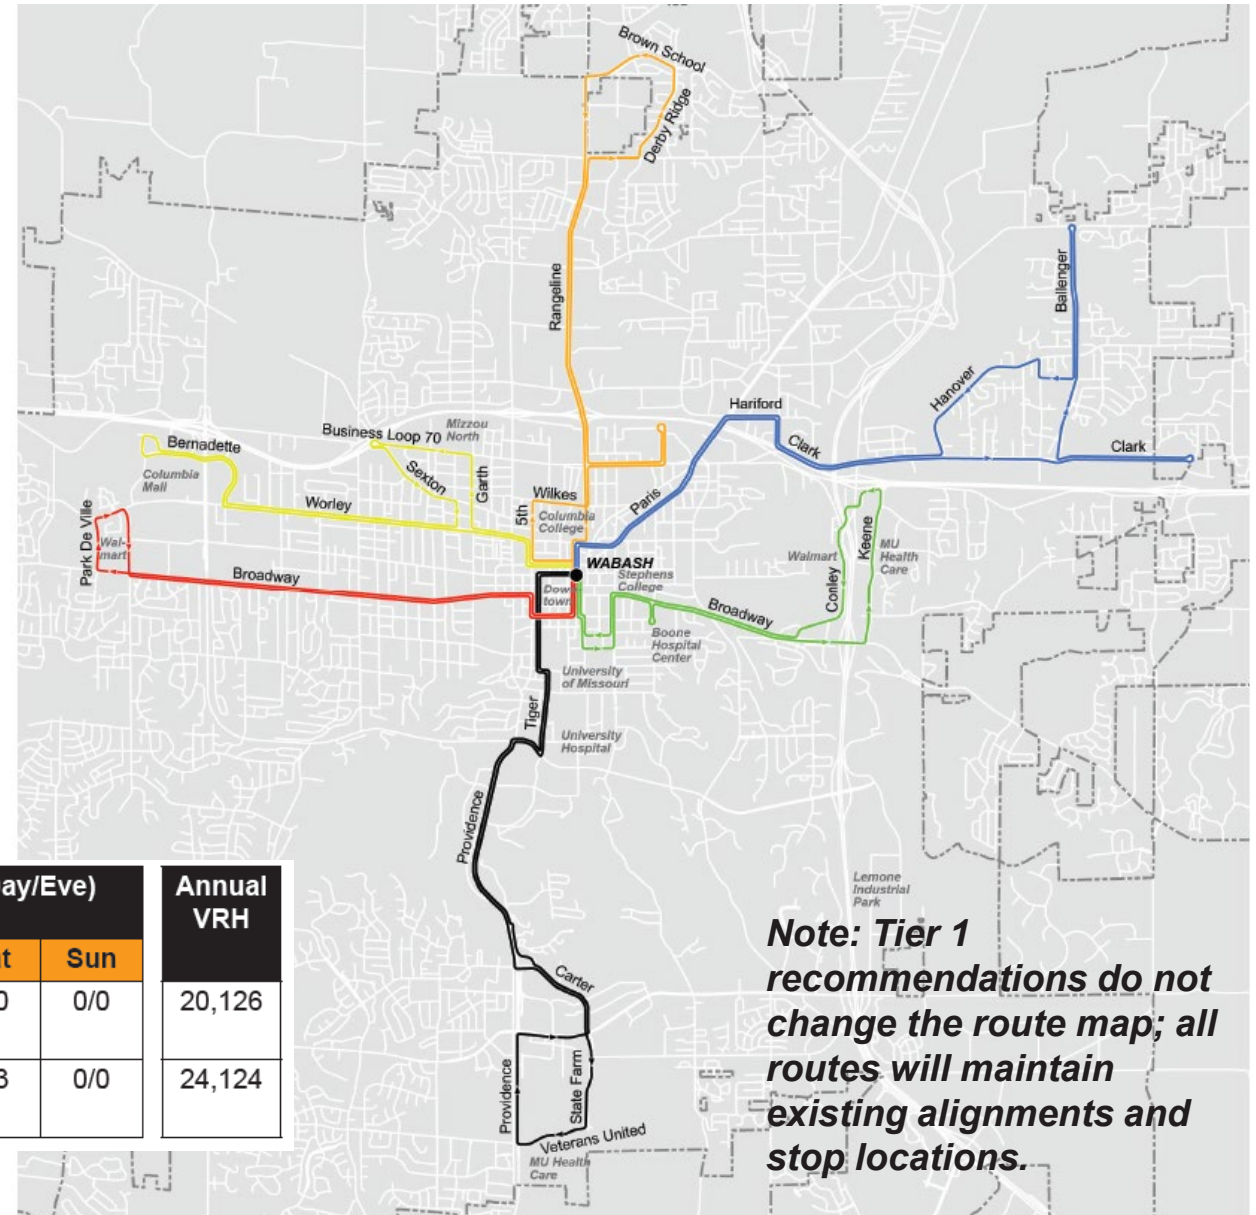 Brown School
Derby Ridge
Rangeline
Ballenger
Hanover
Hariford
Clark
Clark
Mizzou
North
Business Loop 70
Bernadette
Columbia
Mall
Sexton
Garth
Worley
Wilkes
5th
Columbia
College
Paris
Park De Ville
Wal-
mart
Broadway
WABASH
Stephens
College
Down
town
Walmart
Conley
Keene
MU
Health
Care
Broadway
Boone
Hospital
Center
University
of Missouri
Tiger
University
Hospital
Providence
Lemone
Industrial
Park
Carter
Providence
State Farm
Veterans United
MU Health
Care
ay/Eve)
Annual
VRH
t
Sun
0
0/0
20,126
3
0/0
24,124
Note: Tier 1
recommendations do not
change the route map; all
routes will maintain
existing alignments and
stop locations.